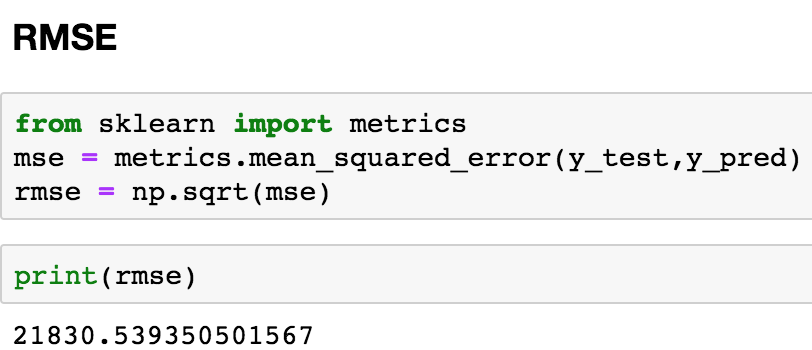 RMSE
from sklearn import metrics
mse = metrics.mean_squared_error(y_test,y_pred)
rmse = np.sqrt(mse)
print(rmse)
21830.539350501567